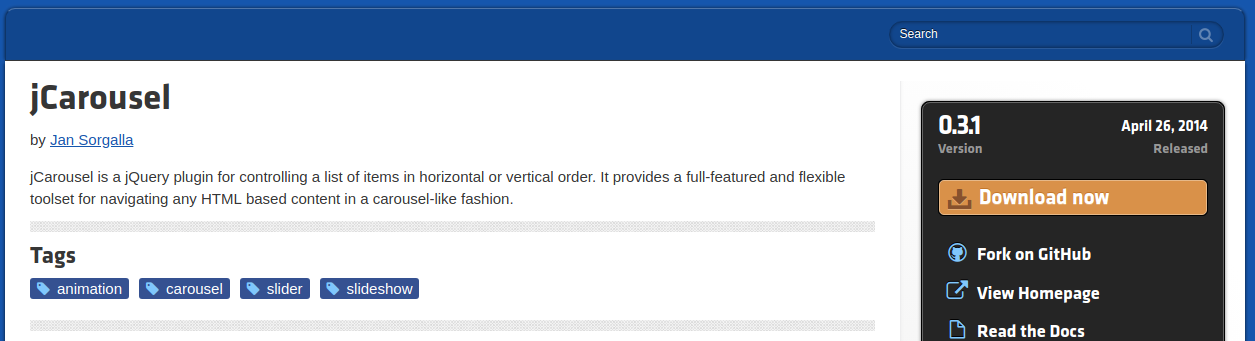 Search
jCarousel
by Jan Sorgalla
jCarousel is a jQuery plugin for controlling a list of items in horizontal or vertical order. It provides a full-featured and flexible
toolset for navigating any HTML based content in a carousel-like fashion.
Tags
animation carousel slider slideshow
0.3.1 April 26, 2014
Version Released
Download now
Fork on GitHub
View Homepage
Read the Docs